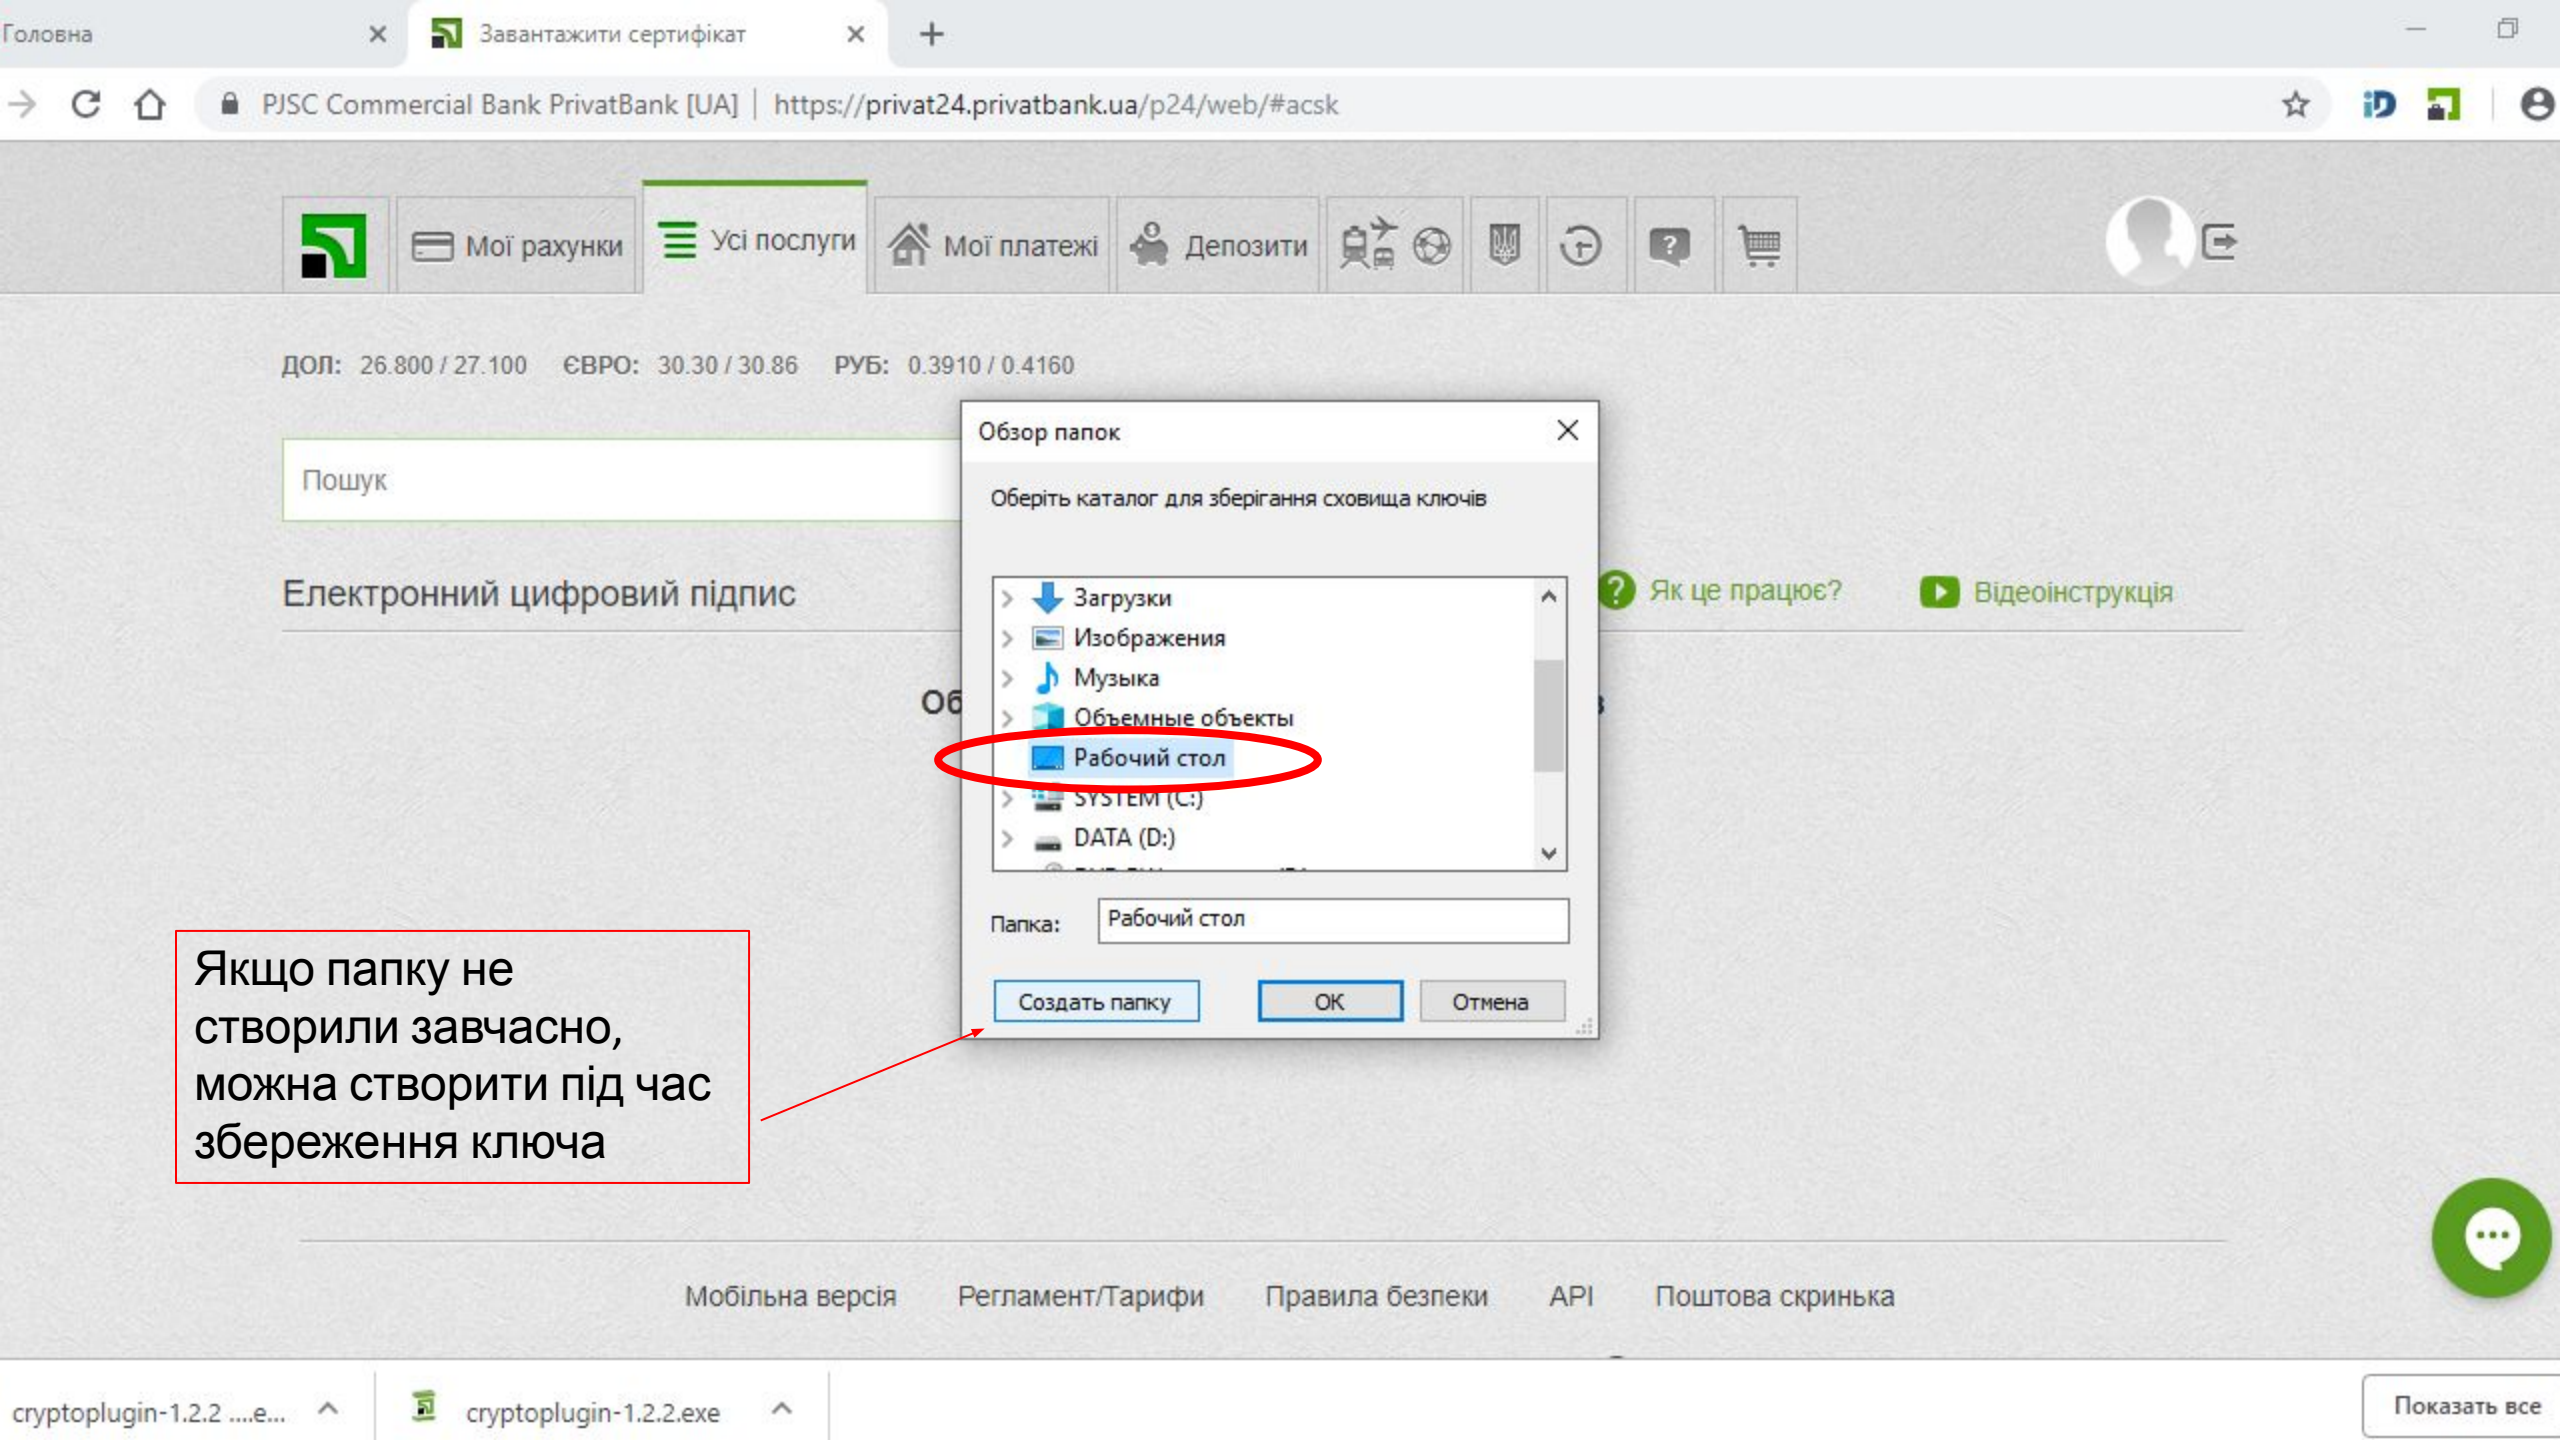 Головна
Завантажити сертифікат
PJSC Commercial Bank PrivatBank [UA] | https://privat24.privatbank.ua/p24/web/#acsk
Мої рахунки
Усі послуги
Мої платежі
Депозити
ДОЛ: 26.800 / 27.100 ЄВРО: 30.30 / 30.86 РУБ: 0.3910 / 0.4160
Пошук
Електронний цифровий підпис
Як це працює?
Відеоінструкція
Об
Обзор папок
Оберіть каталог для зберігання сховища ключів
Загрузки
Изображения
Музыка
Объемные объекты
Рабочий стол
SYSTEM (C:)
DATA (D:)
Папка: Рабочий стол
Создать папку
ОК
Отмена
Якщо папку не
створили завчасно,
можна створити під час
збереження ключа
Мобільна версія Регламент/Тарифи Правила безпеки API Поштова скринька
cryptoplugin-1.2.2 ....e...
cryptoplugin-1.2.2.exe
Показать все